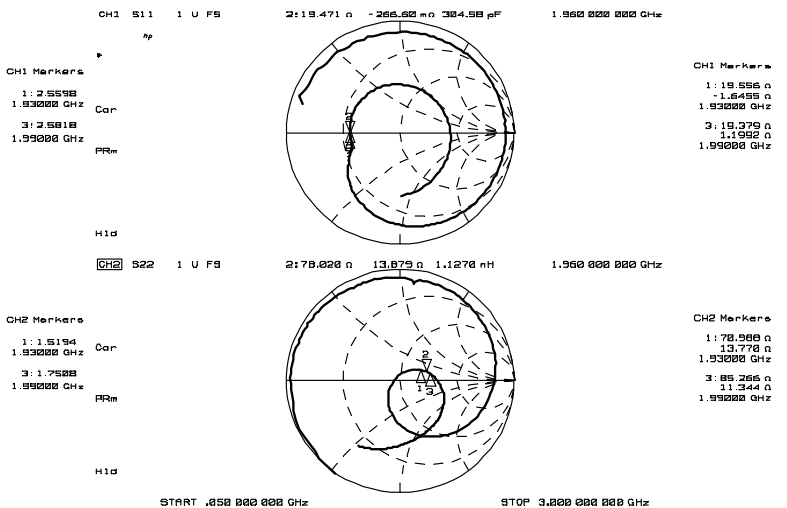 CH1 S11 1 U FS 2:19.471 Ω -266.60 mΩ 304.58 pF 1.960 000 000 GHz
hp
CH1 Markers
1:2.5598
1.93000 GHz
Cor
3:2.5818
1.99000 GHz
PRm
Hld
1:19.556 Ω
-1.6455 Ω
1.93000 GHz
3:19.379 Ω
1.1992 Ω
1.99000 GHz
CH2 S22 1 U FS 2:78.020 Ω 13.879 Ω 1.1270 nH 1.960 000 000 GHz
CH2 Markers
1:1.5194
1.93000 GHz
Cor
3:1.7508
1.99000 GHz
PRm
Hld
CH1 Markers
CH2 Markers
1:70.988 Ω
13.770 Ω
1.93000 GHz
3:85.266 Ω
11.344 Ω
1.99000 GHz
2
1
3
START .050 000 000 GHz STOP 3.000 000 000 GHz